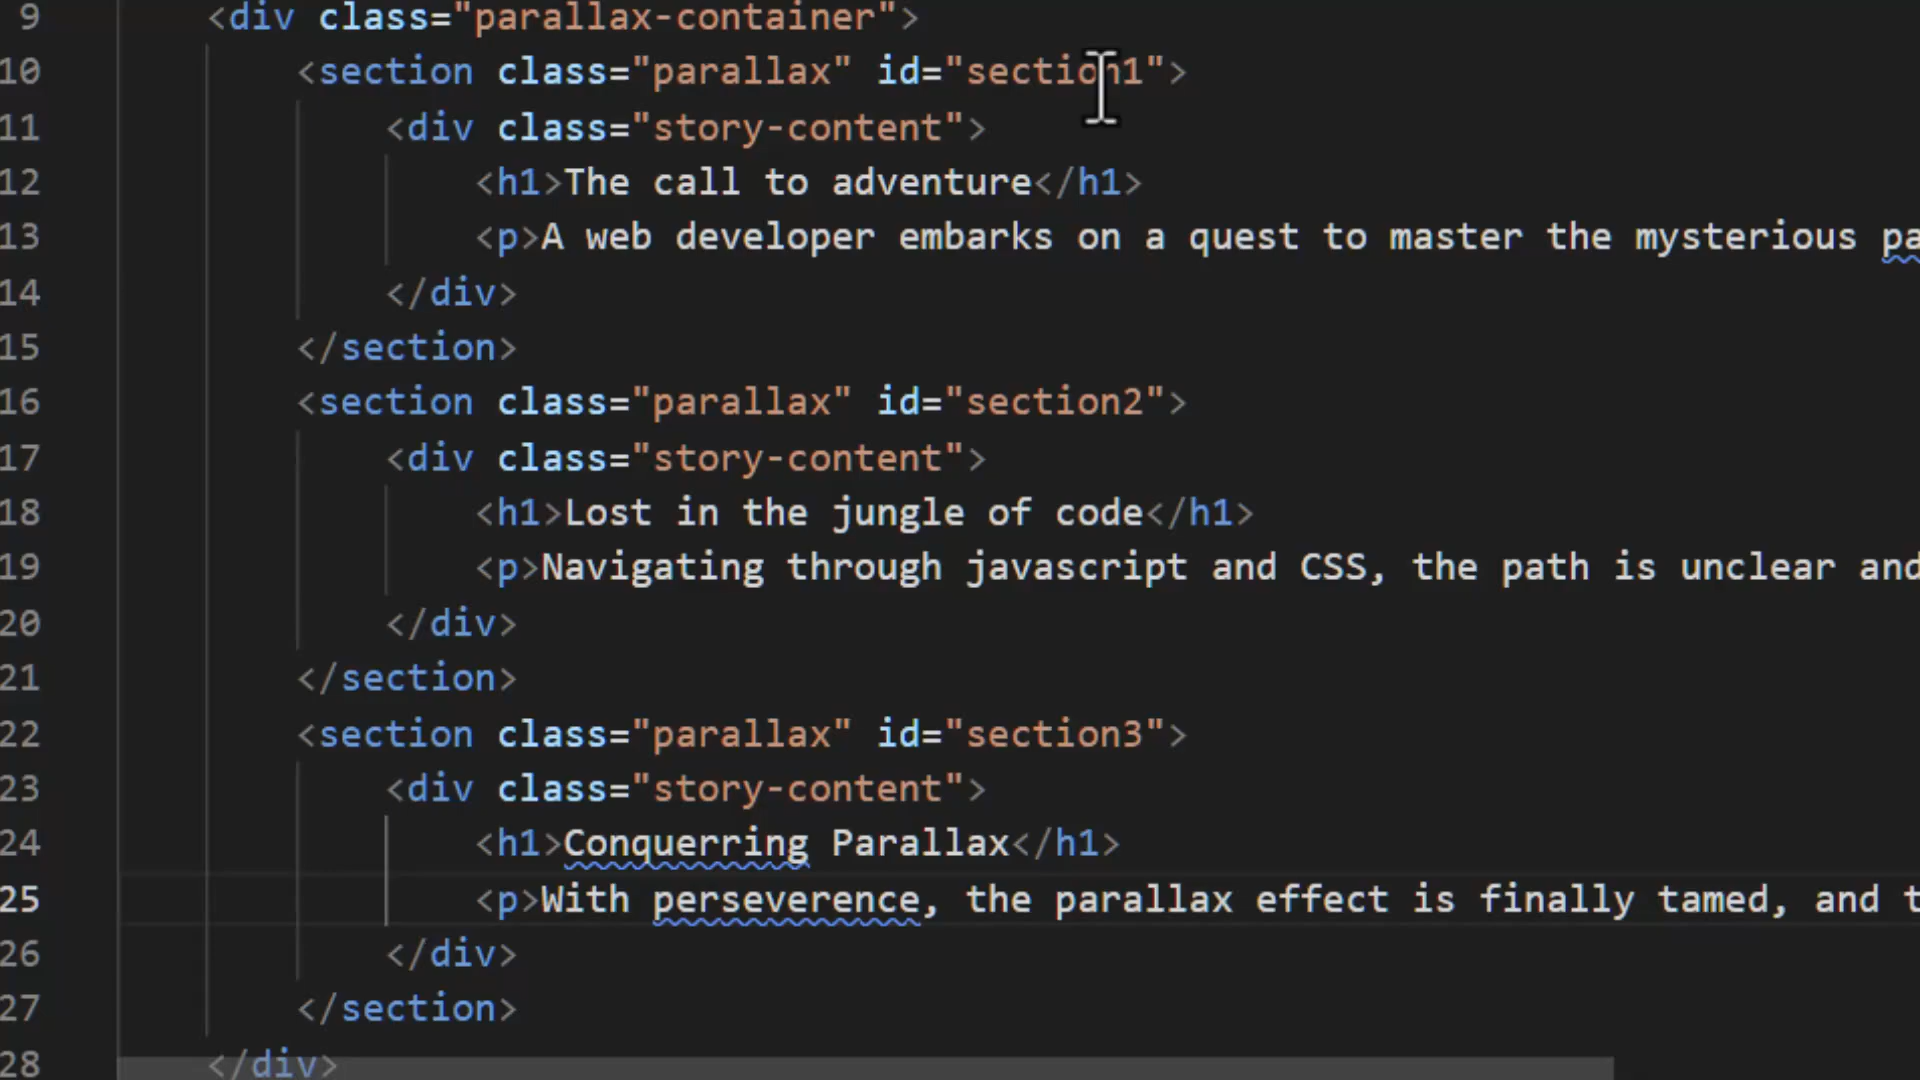 9 <div class="parallax-container">
10 <section class="parallax" id="section1">
11 <div class="story-content">
12 <h1>The call to adventure</h1>
13 <p>A web developer embarks on a quest to master the mysterious pa
14 </div>
15 </section>
16 <section class="parallax" id="section2">
17 <div class="story-content">
18 <h1>Lost in the jungle of code</h1>
19 <p>Navigating through javascript and CSS, the path is unclear and
20 </div>
21 </section>
22 <section class="parallax" id="section3">
23 <div class="story-content">
24 <h1>Conquerring Parallax</h1>
25 <p>With perseverence, the parallax effect is finally tamed, and t
26 </div>
27 </section>
28 </div>